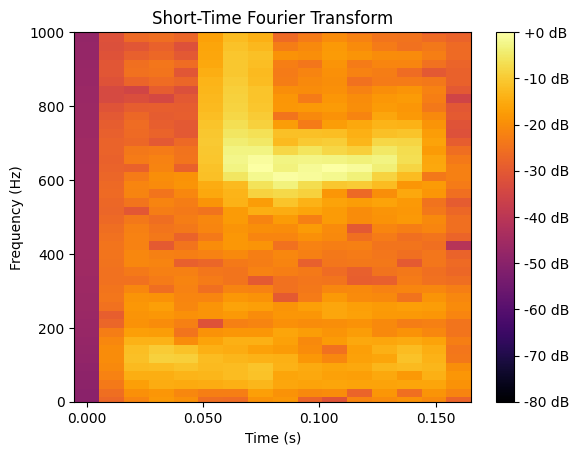 Short-Time Fourier Transform
1000
800
600
400
200
0
Frequency (Hz)
0.000
0.050
0.100
0.150
Time (s)
+0 dB
-10 dB
-20 dB
-30 dB
-40 dB
-50 dB
-60 dB
-70 dB
-80 dB